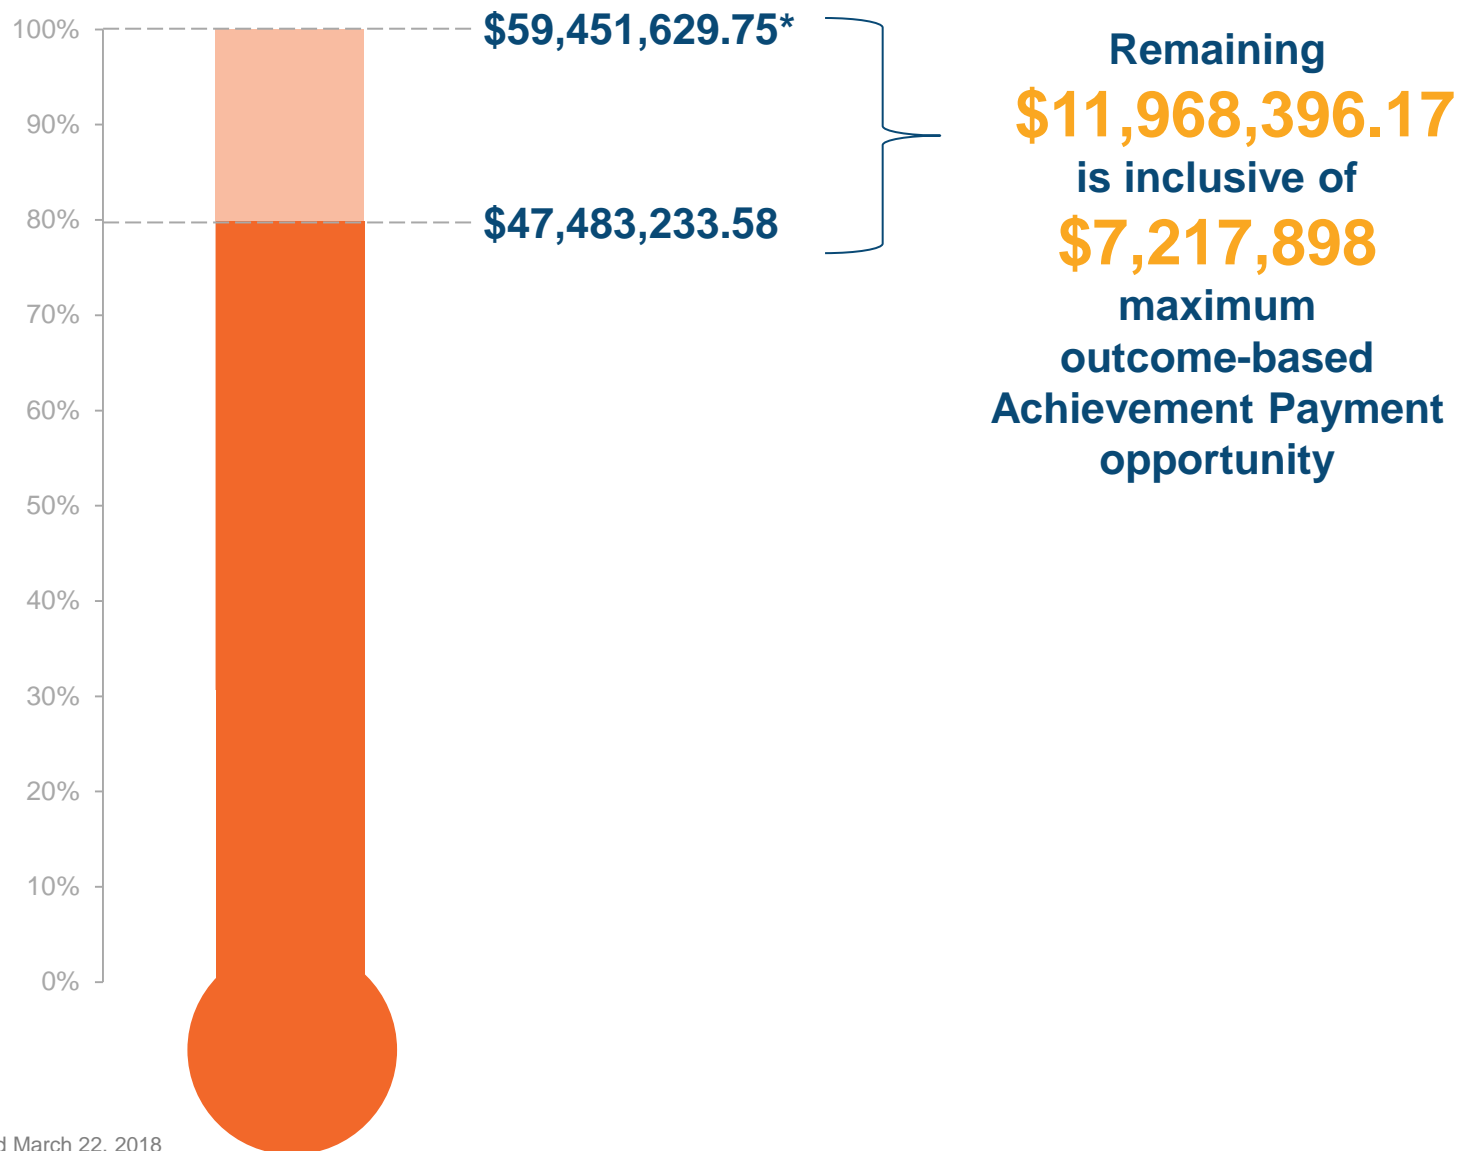 100%
90%
80%
70%
60%
50%
40%
30%
20%
10%
0%
$59,451,629.75*
$47,483,233.58
Remaining
$11,968,396.17
is inclusive of
$7,217,898
maximum
outcome-based
Achievement Payment
opportunity
March 22, 2018